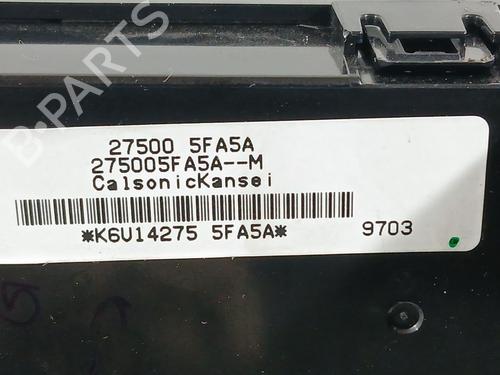 B-PARTS
27500 5FA5A
275005FA5A--M
CalsonicKansei
*K6U14275 5FA5A* 9703